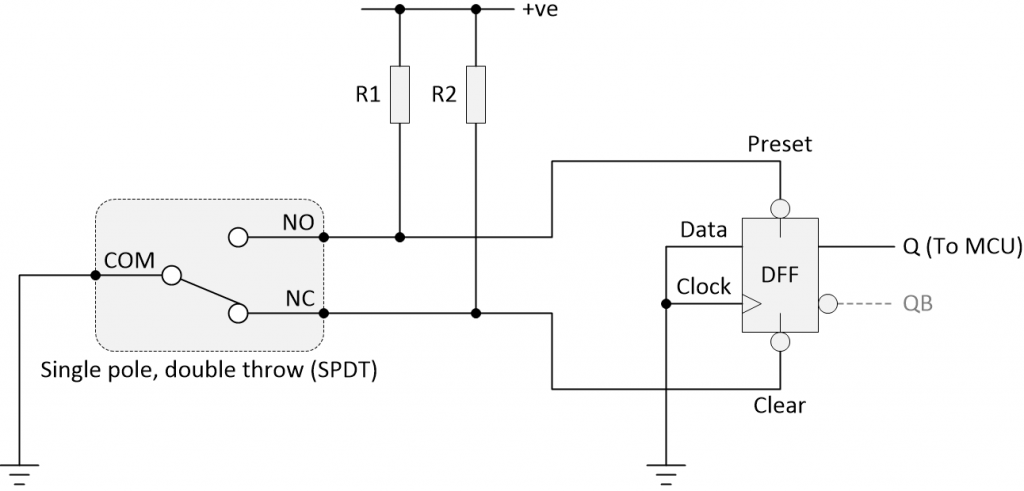 +ve
R1
R2
Preset
NO
Data
Q (To MCU)
COM
DFF
Clock
NC
QB
Single pole, double throw (SPDT)
Clear